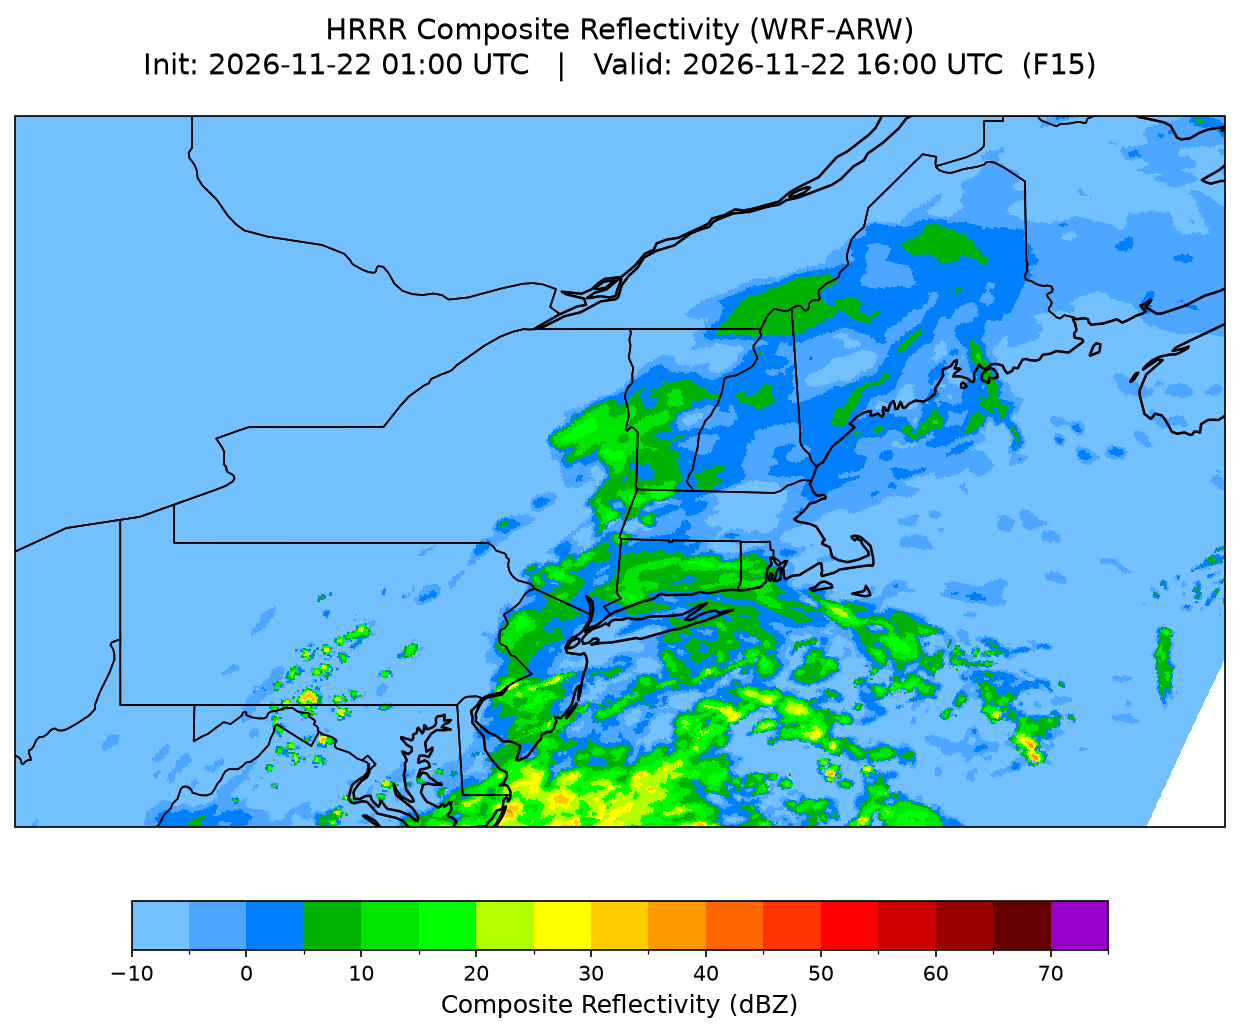 HRRR Composite Reflectivity (WRF-ARW)
Init: 2026-11-22 01:00 UTC   |   Valid: 2026-11-22 16:00 UTC  (F15)
−10 0 10 20 30 40 50 60 70
Composite Reflectivity (dBZ)